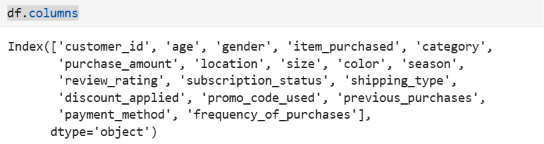 df.columns
Index(['customer_id', 'age', 'gender', 'item_purchased', 'category',
'purchase_amount', 'location', 'size', 'color', 'season',
'review_rating', 'subscription_status', 'shipping_type',
'discount_applied', 'promo_code_used', 'previous_purchases',
'payment_method', 'frequency_of_purchases'],
dtype='object')